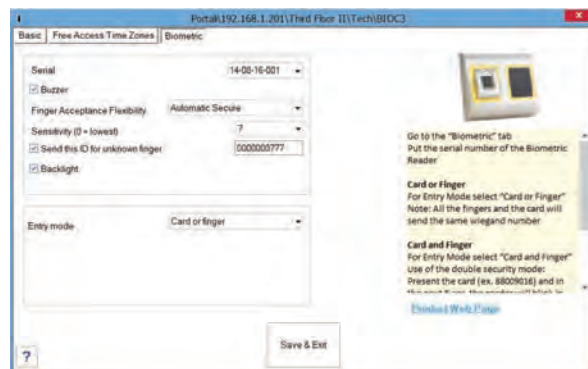 Portal\192.168.1.201\Third Floor II\Tech\BIOC3
Basic
Free Access Time Zones
Biometric
Serial
14-08-16-001
Buzzer
Finger Acceptance Flexibility
Automatic Secure
Sensitivity (0 = lowest)
7
Send this ID for unknown finger
0000000777
Backlight
Entry mode
Card or finger
Save & Exit
?
Go to the "Biometric" tab
Put the serial number of the Biometric
Reader
Card or Finger
For Entry Mode select "Card or Finger"
Note: All the fingers and the card will
send the same wiegand number
Card and Finger
For Entry Mode select "Card and Finger"
Use of the double security mode:
Present the card (ex. 88009016) and in
Product Web Page